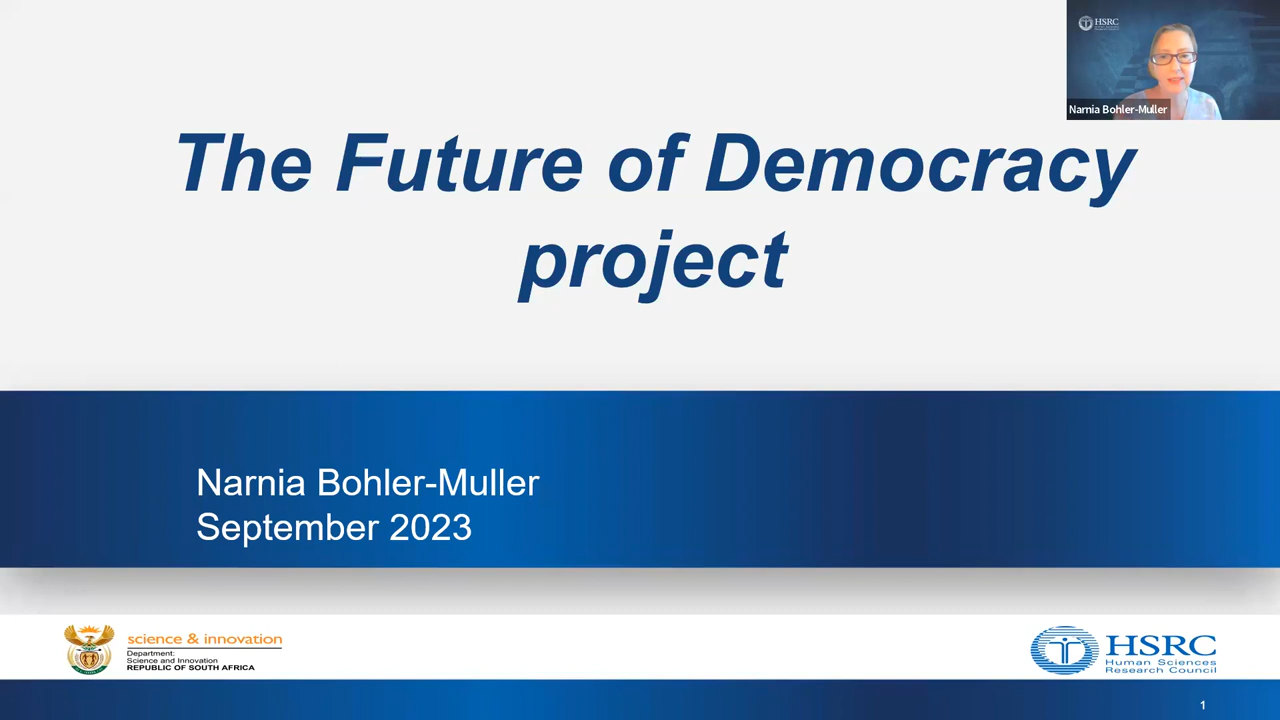 HSRC
Narnia Bohler-Muller
The Future of Democracy
project
Narnia Bohler-Muller
September 2023
science & innovation
Department:
Science and Innovation
REPUBLIC OF SOUTH AFRICA
HSRC
Human Sciences
Research Council
1